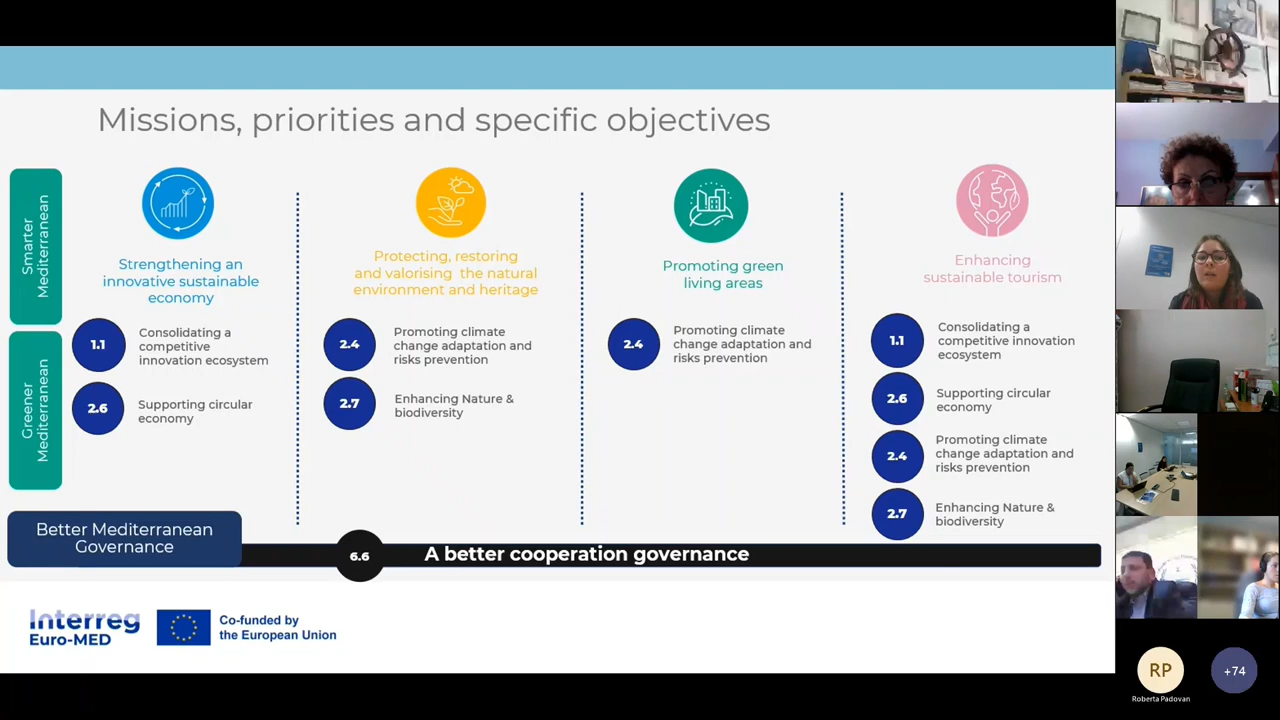 Missions, priorities and specific objectives
Smarter
Mediterranean
Greener
Mediterranean
Strengthening an
innovative sustainable
economy
1.1
Consolidating a
competitive
innovation ecosystem
2.6
Supporting circular
economy
Protecting, restoring
and valorising the natural
environment and heritage
2.4
Promoting climate
change adaptation and
risks prevention
2.7
Enhancing Nature &
biodiversity
Promoting green
living areas
2.4
Promoting climate
change adaptation and
risks prevention
Enhancing
sustainable tourism
1.1
Consolidating a
competitive innovation
ecosystem
2.6
Supporting circular
economy
2.4
Promoting climate
change adaptation and
risks prevention
2.7
Enhancing Nature &
biodiversity
Better Mediterranean
Governance
6.6
A better cooperation governance
Interreg
Euro-MED
Co-funded by
the European Union
RP
Roberta Padovan
+74